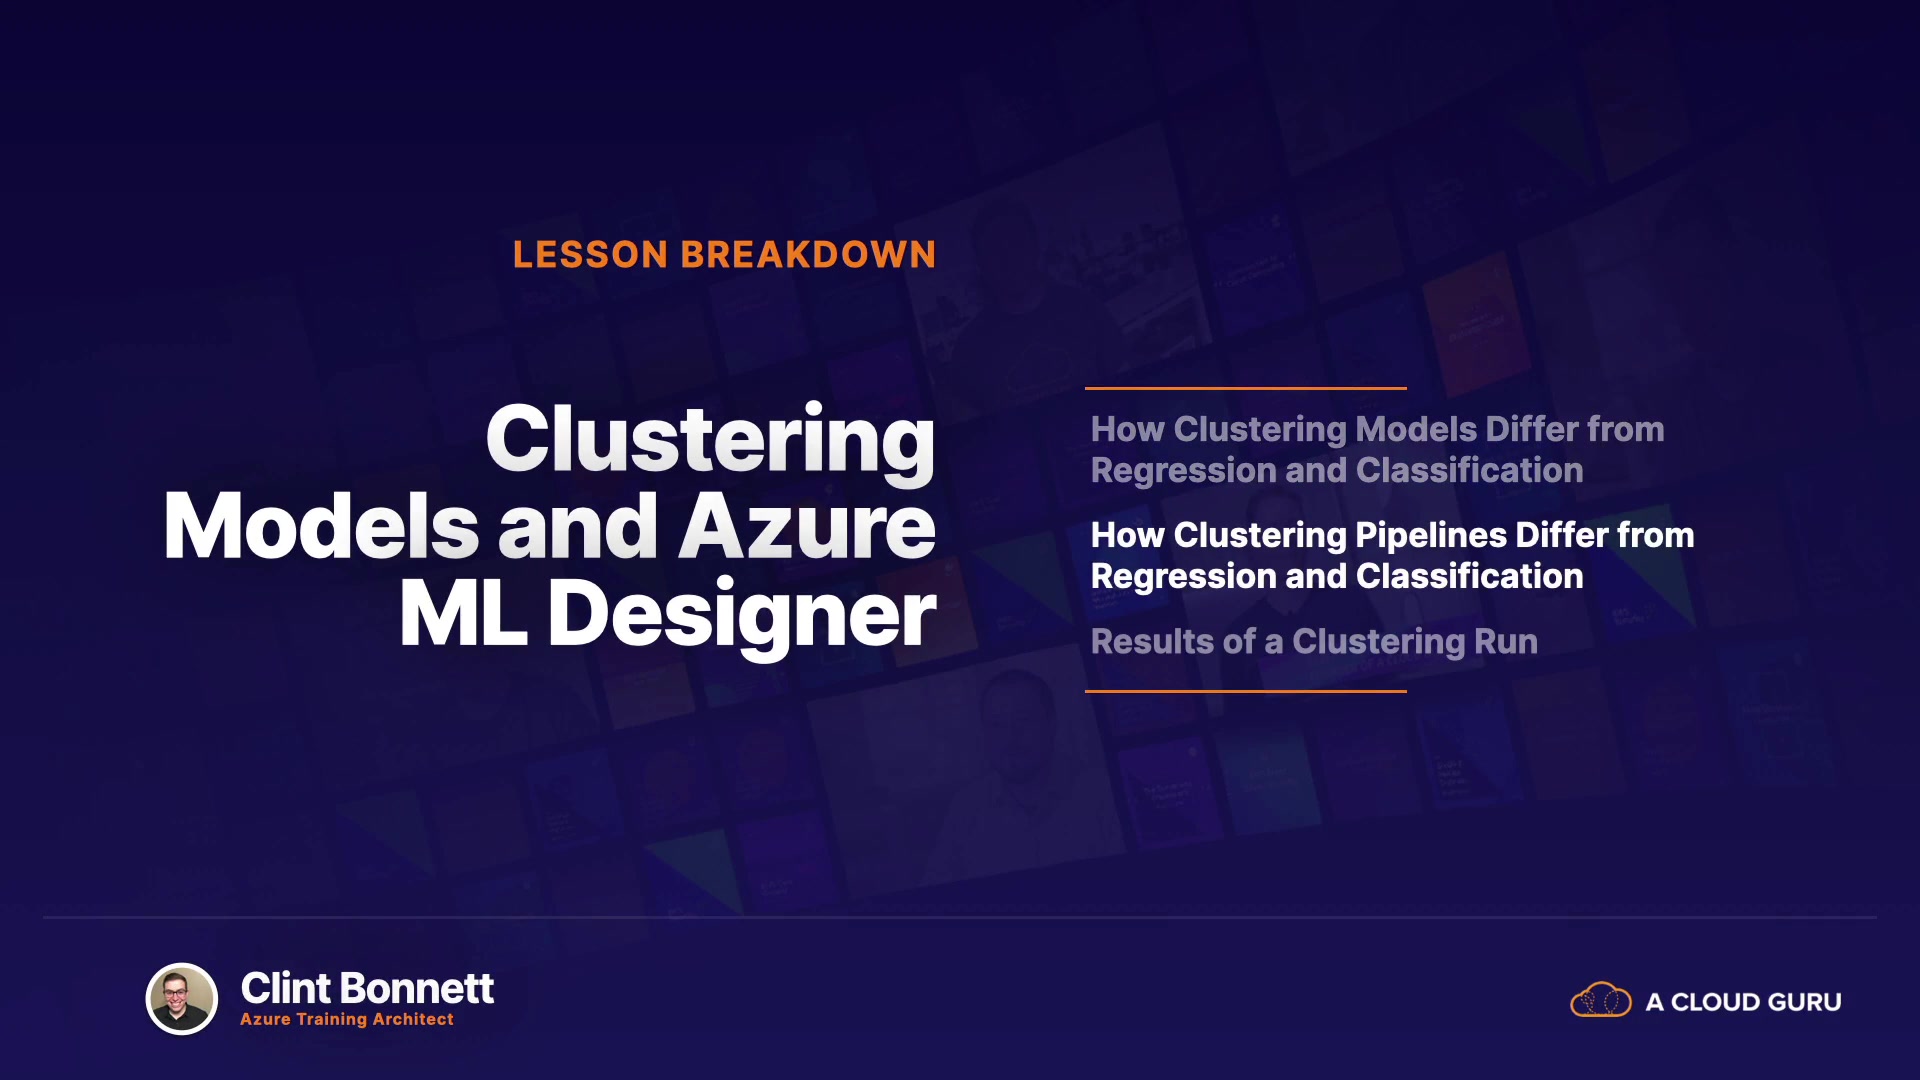 LESSON BREAKDOWN
Clustering
Models and Azure
ML Designer
How Clustering Models Differ from
Regression and Classification
How Clustering Pipelines Differ from
Regression and Classification
Results of a Clustering Run
Clint Bonnett
Azure Training Architect
A CLOUD GURU